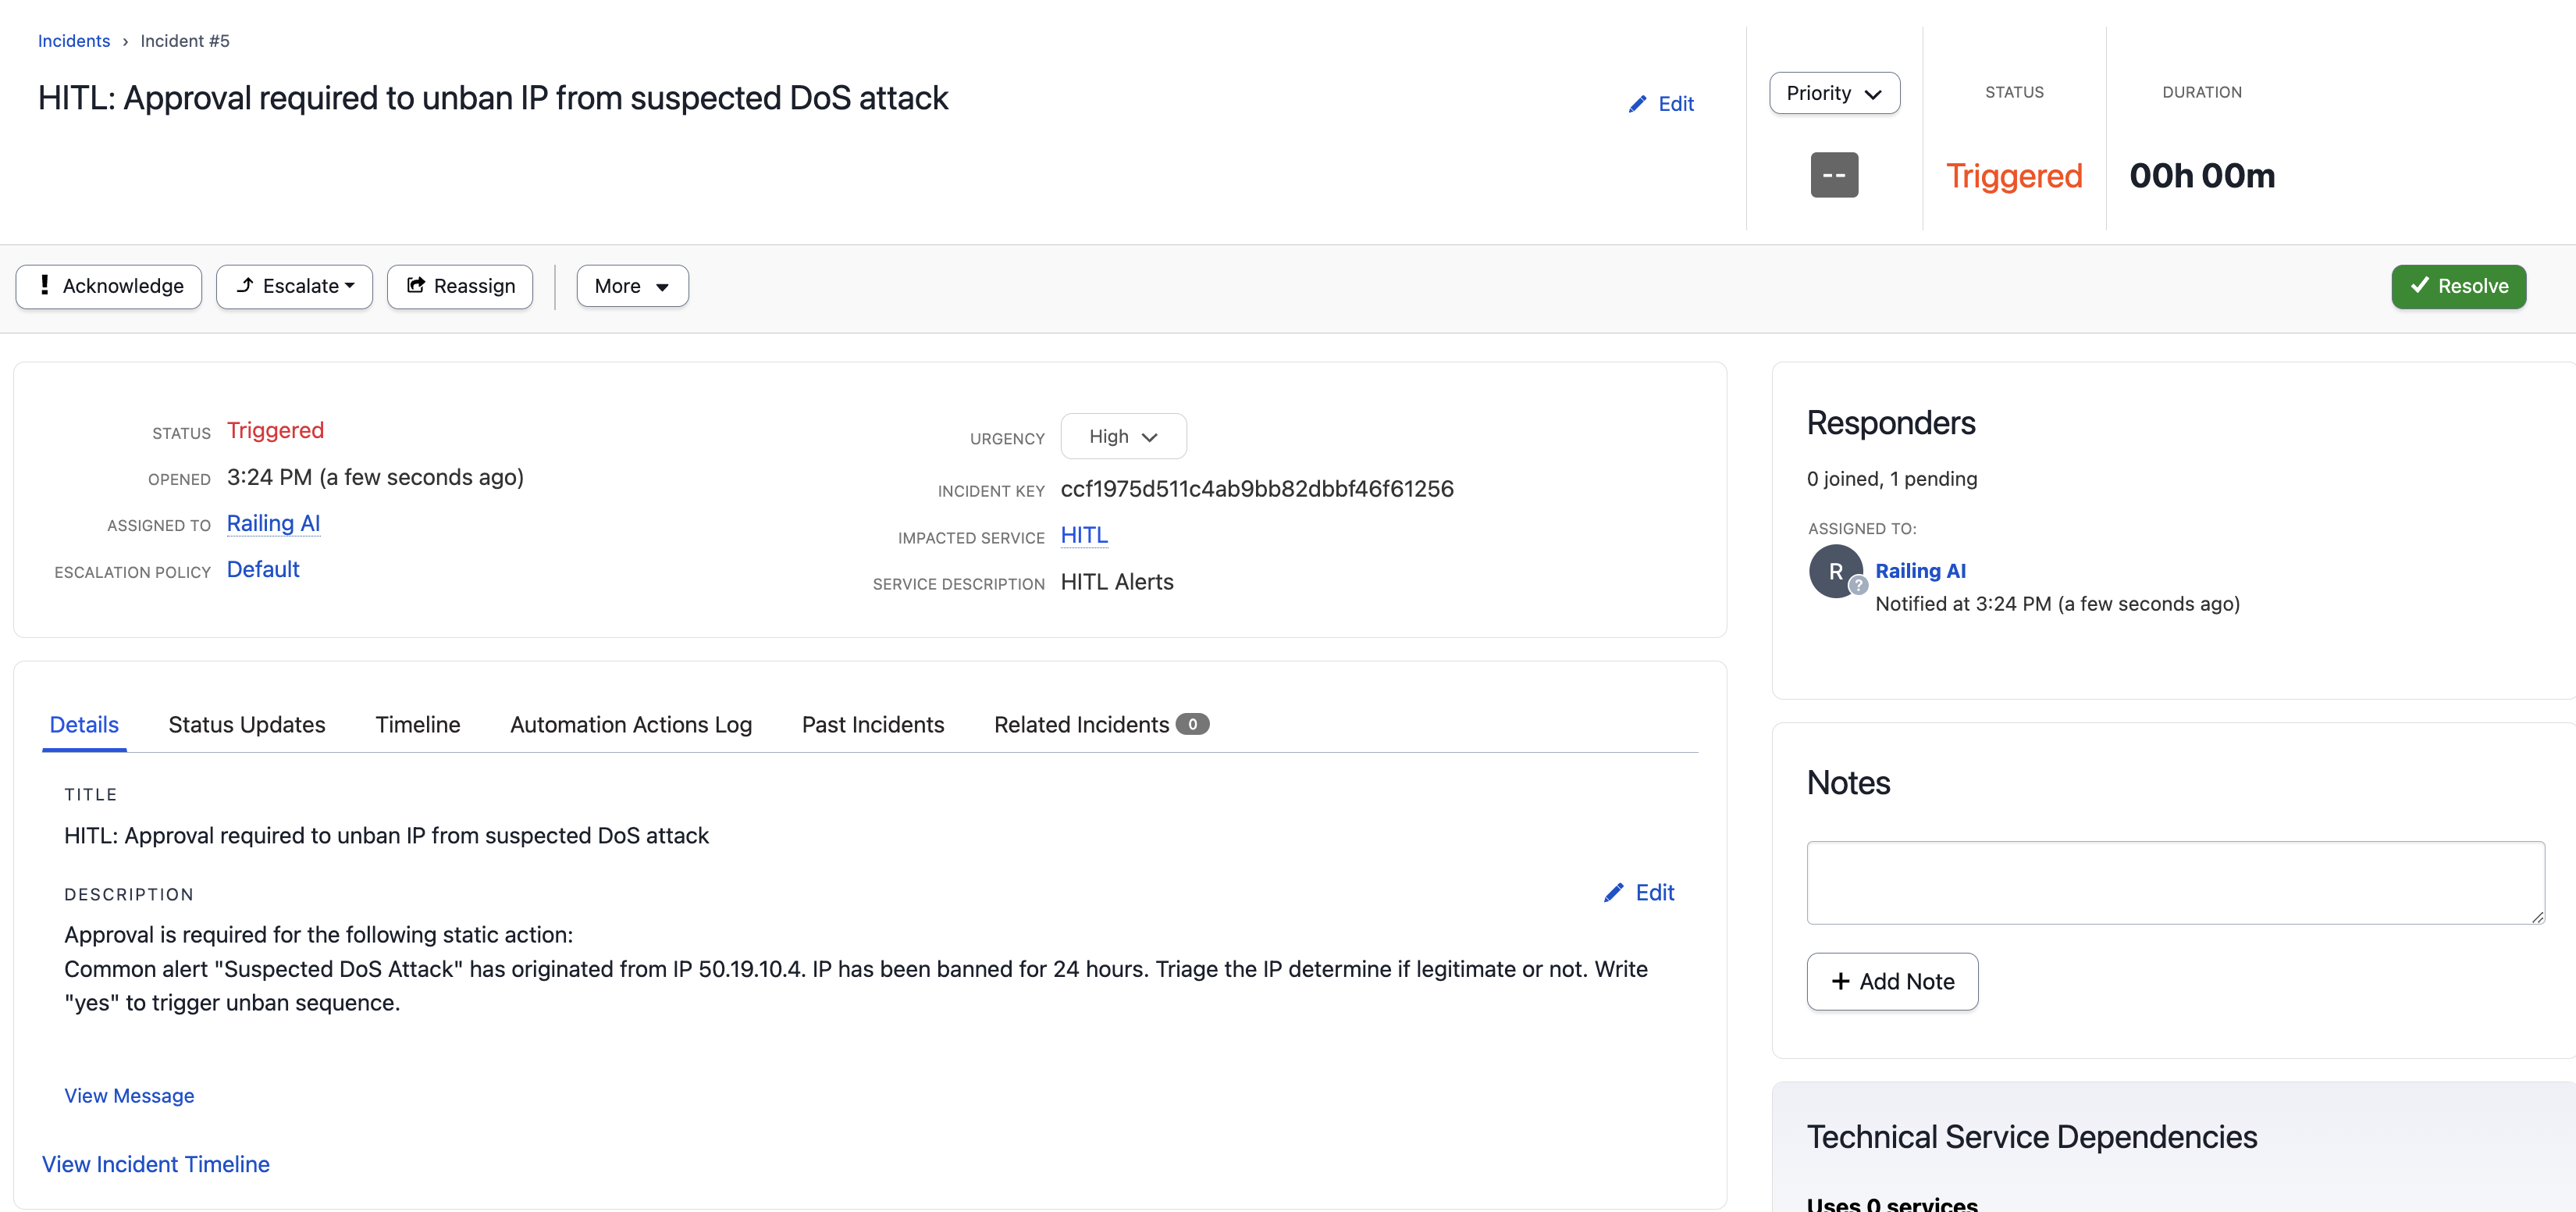 Incidents › Incident #5
HITL: Approval required to unban IP from suspected DoS attack
Edit
Priority
--
STATUS
Triggered
DURATION
00h 00m
Acknowledge
Escalate
Reassign
More
Resolve
STATUS Triggered
OPENED 3:24 PM (a few seconds ago)
ASSIGNED TO Railing AI
ESCALATION POLICY Default
URGENCY High
INCIDENT KEY ccf1975d511c4ab9bb82dbbf46f61256
IMPACTED SERVICE HITL
SERVICE DESCRIPTION HITL Alerts
Details Status Updates Timeline Automation Actions Log Past Incidents Related Incidents 0
TITLE
HITL: Approval required to unban IP from suspected DoS attack
DESCRIPTION
Edit
Approval is required for the following static action:
Common alert "Suspected DoS Attack" has originated from IP 50.19.10.4. IP has been banned for 24 hours. Triage the IP determine if legitimate or not. Write
"yes" to trigger unban sequence.
View Message
View Incident Timeline
Responders
0 joined, 1 pending
ASSIGNED TO:
R ?
Railing AI
Notified at 3:24 PM (a few seconds ago)
Notes
+ Add Note
Technical Service Dependencies
Uses 0 services